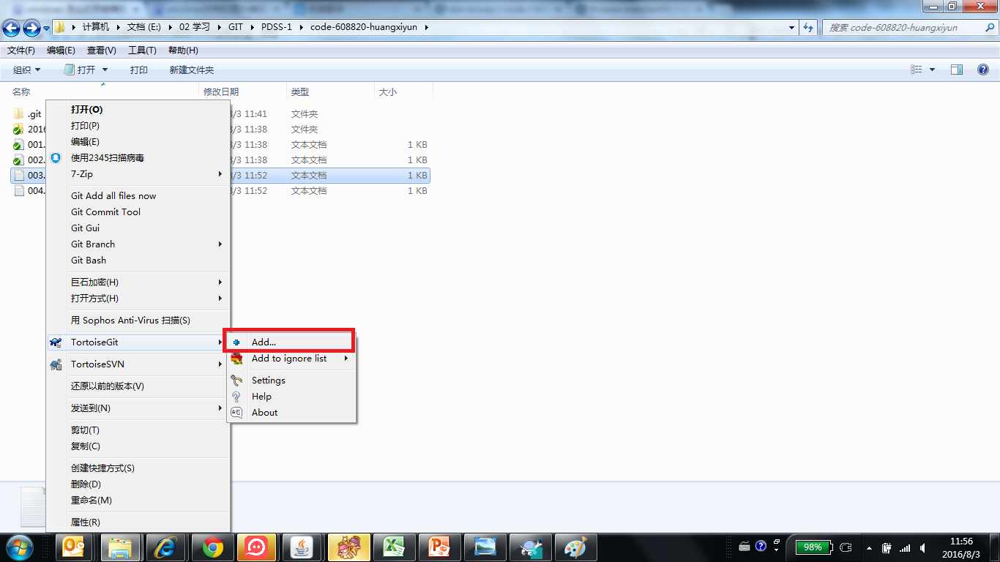 计算机 文档 (E:) 02 学习 GIT PDSS-1 code-608820-huangxiyun
搜索 code-608820-huangxiyun
文件(F) 编辑(E) 查看(V) 工具(T) 帮助(H)
组织 打开 打印 新建文件夹
名称 修改日期 类型 大小
.git 3/3 11:41 文件夹
2016 3/3 11:38 文件夹
001. 3/3 11:38 文本文档 1 KB
002. 3/3 11:38 文本文档 1 KB
003. 3/3 11:52 文本文档 1 KB
004. 3/3 11:52 文本文档 1 KB
打开(O)
打印(P)
编辑(E)
使用2345扫描病毒
7-Zip
Git Add all files now
Git Commit Tool
Git Gui
Git Branch
Git Bash
巨石加密(H)
打开方式(H)
用 Sophos Anti-Virus 扫描(S)
TortoiseGit
TortoiseSVN
还原以前的版本(V)
发送到(N)
剪切(T)
复制(C)
创建快捷方式(S)
删除(D)
重命名(M)
属性(R)
Add...
Add to ignore list
Settings
Help
About
98%
11:56
2016/8/3